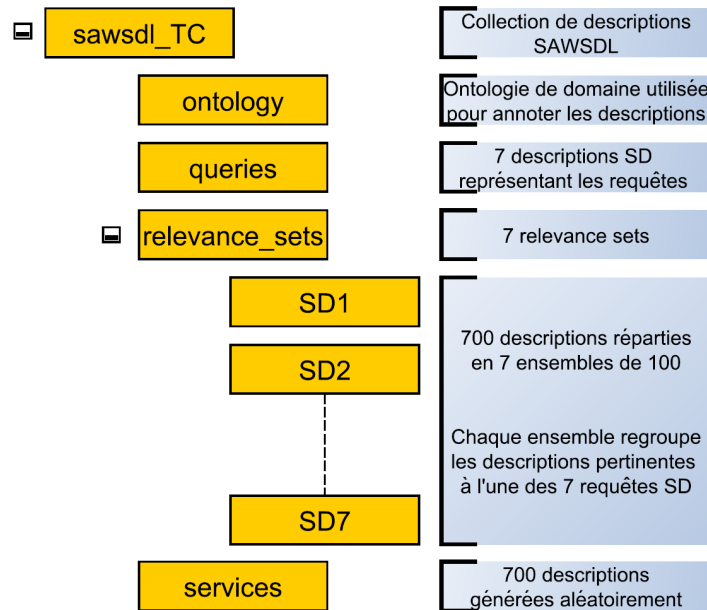 sawsdl_TC
Collection de descriptions
SAWSDL
ontology
Ontologie de domaine utilisée
pour annoter les descriptions
queries
7 descriptions SD
représentant les requêtes
relevance_sets
7 relevance sets
SD1
SD2
SD7
700 descriptions réparties
en 7 ensembles de 100
Chaque ensemble regroupe
les descriptions pertinentes
à l'une des 7 requêtes SD
services
700 descriptions
générées aléatoirement